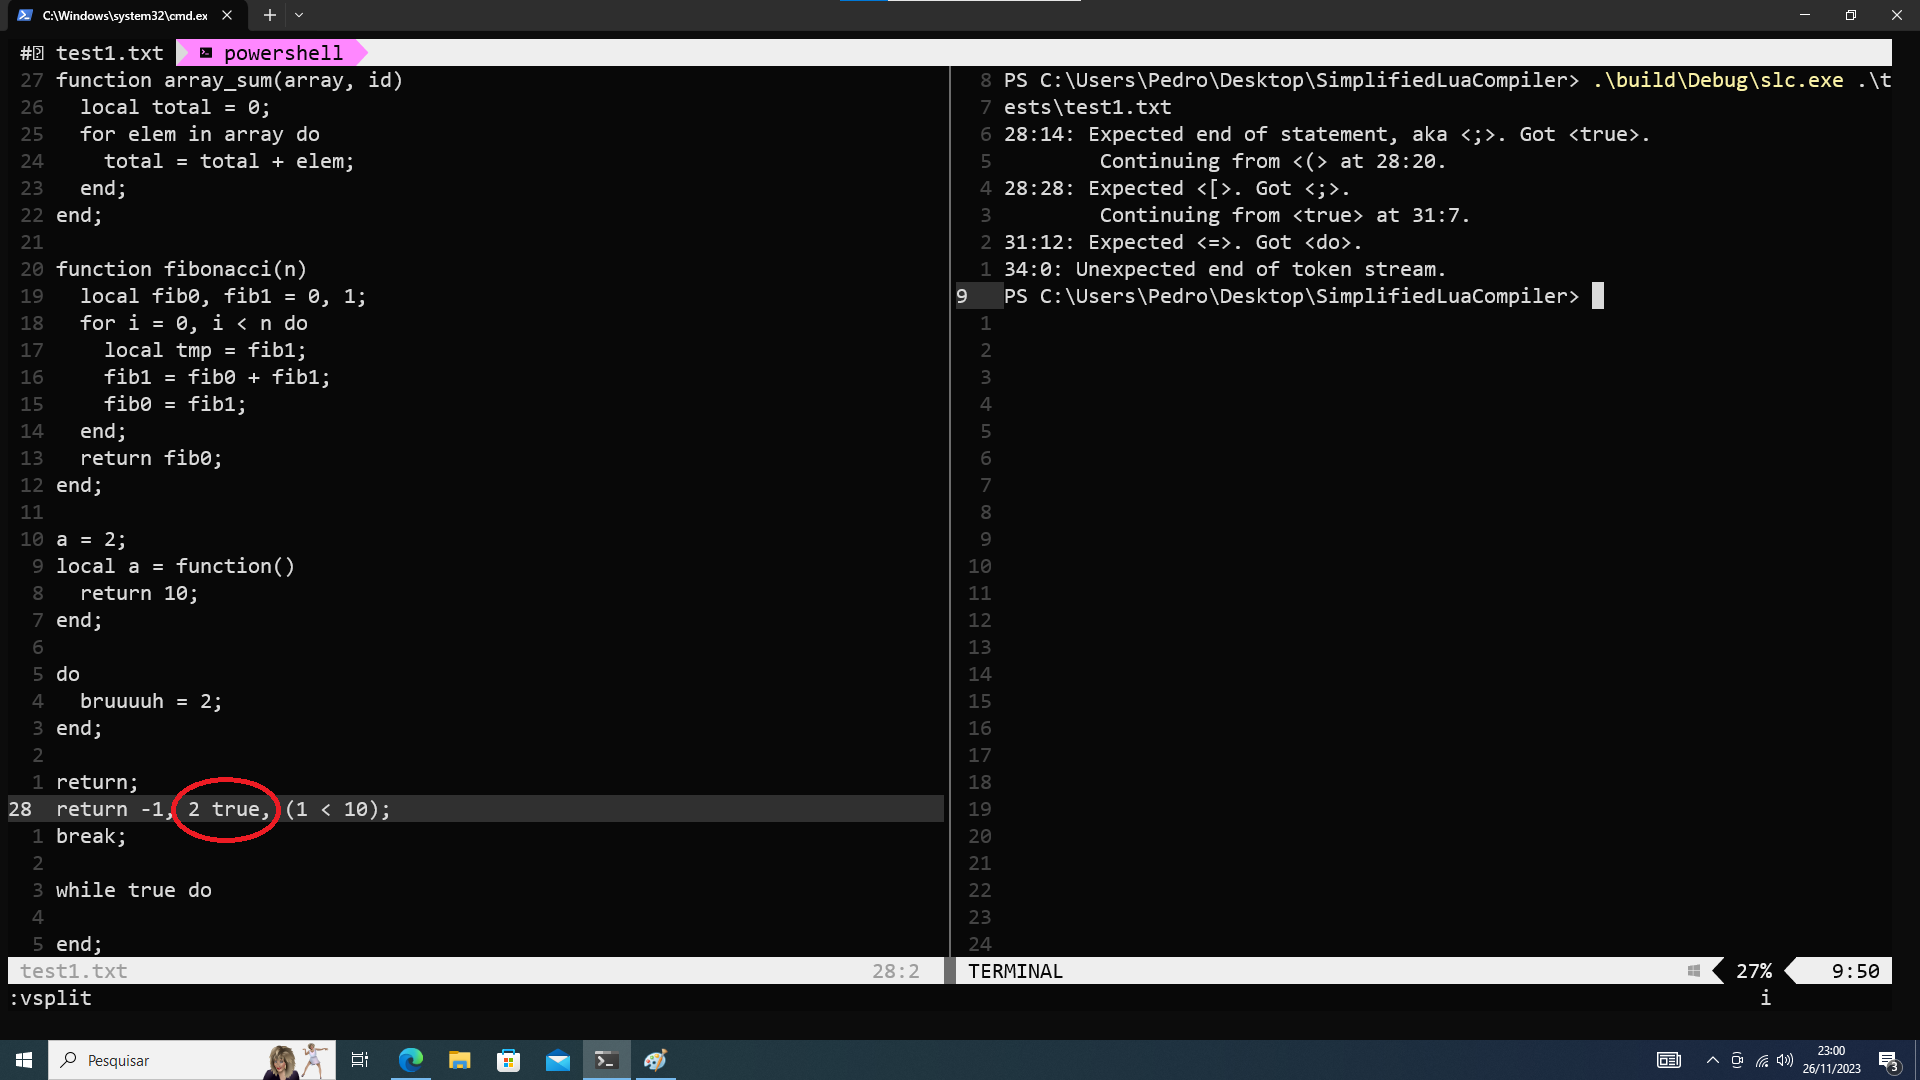 C:\Windows\system32\cmd.ex
# test1.txt powershell
27 function array_sum(array, id)
26 local total = 0;
25 for elem in array do
24 total = total + elem;
23 end;
22 end;
21
20 function fibonacci(n)
19 local fib0, fib1 = 0, 1;
18 for i = 0, i < n do
17 local tmp = fib1;
16 fib1 = fib0 + fib1;
15 fib0 = fib1;
14 end;
13 return fib0;
12 end;
11
10 a = 2;
9 local a = function()
8 return 10;
7 end;
6
5 do
4 bruuuuh = 2;
3 end;
2
1 return;
28 return -1, 2 true, (1 < 10);
1 break;
2
3 while true do
4
5 end;
test1.txt 28:2
:vsplit
8 PS C:\Users\Pedro\Desktop\SimplifiedLuaCompiler> .\build\Debug\slc.exe .\t
7 ests\test1.txt
6 28:14: Expected end of statement, aka <;>. Got <true>.
5 Continuing from <(> at 28:20.
4 28:28: Expected <[>. Got <;>.
3 Continuing from <true> at 31:7.
2 31:12: Expected <=>. Got <do>.
1 34:0: Unexpected end of token stream.
9 PS C:\Users\Pedro\Desktop\SimplifiedLuaCompiler>
1
2
3
4
5
6
7
8
9
10
11
12
13
14
15
16
17
18
19
20
21
22
23
24
TERMINAL 27% 9:50
i
Pesquisar
23:00
26/11/2023
3